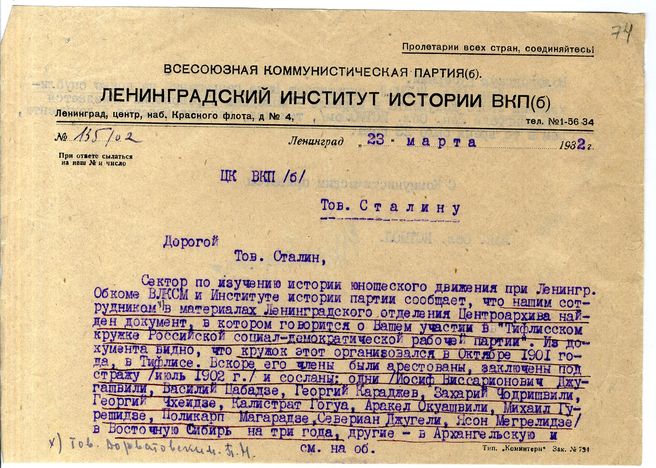 74
Пролетарии всех стран, соединяйтесь!
ВСЕСОЮЗНАЯ КОММУНИСТИЧЕСКАЯ ПАРТИЯ(б).
ЛЕНИНГРАДСКИЙ ИНСТИТУТ ИСТОРИИ ВКП(б)
Ленинград, центр, наб. Красного флота, д № 4, тел. №1-56 34
№ 135/02 Ленинград 23 - марта 1932г.
При ответе сылаться
на наш № и число
ЦК ВКП /б/
Тов. Сталину
Дорогой
Тов. Сталин,
Сектор по изучению истории юношеского движения при Ленингр.
Обкоме ВЛКСМ и Институте истории партии сообщает, что нашим сот-
рудником в материалах Ленинградского отделения Центроархива най-
ден документ, в котором говорится о Вашем участии в "Тифлисском
кружке Российской социал-демократической рабочей партии". Из до-
кумента видно, что кружок этот организовался в Октябре 1901 го-
да, в Тифлисе. Вскоре его члены были арестованы, заключены под
стражу /июль 1902 г./ и сосланы: одни /Иосиф Виссарионович Джу-
гашвили, Василий Цабадзе, Георгий Караджев, Захарий Чодришвили,
Георгий Чхеидзе, Калистрат Гогуа, Аракел Окуашвили, Михаил Гу-
решидзе, Поликарп Магарадзе, Севериан Джугели, Ясон Мегрелидзе/
в Восточную Сибирь на три года, другие - в Архангельскую и
х) Тов. П.М. см. на об.
Тип. „Коминтерн" Зак. № 794